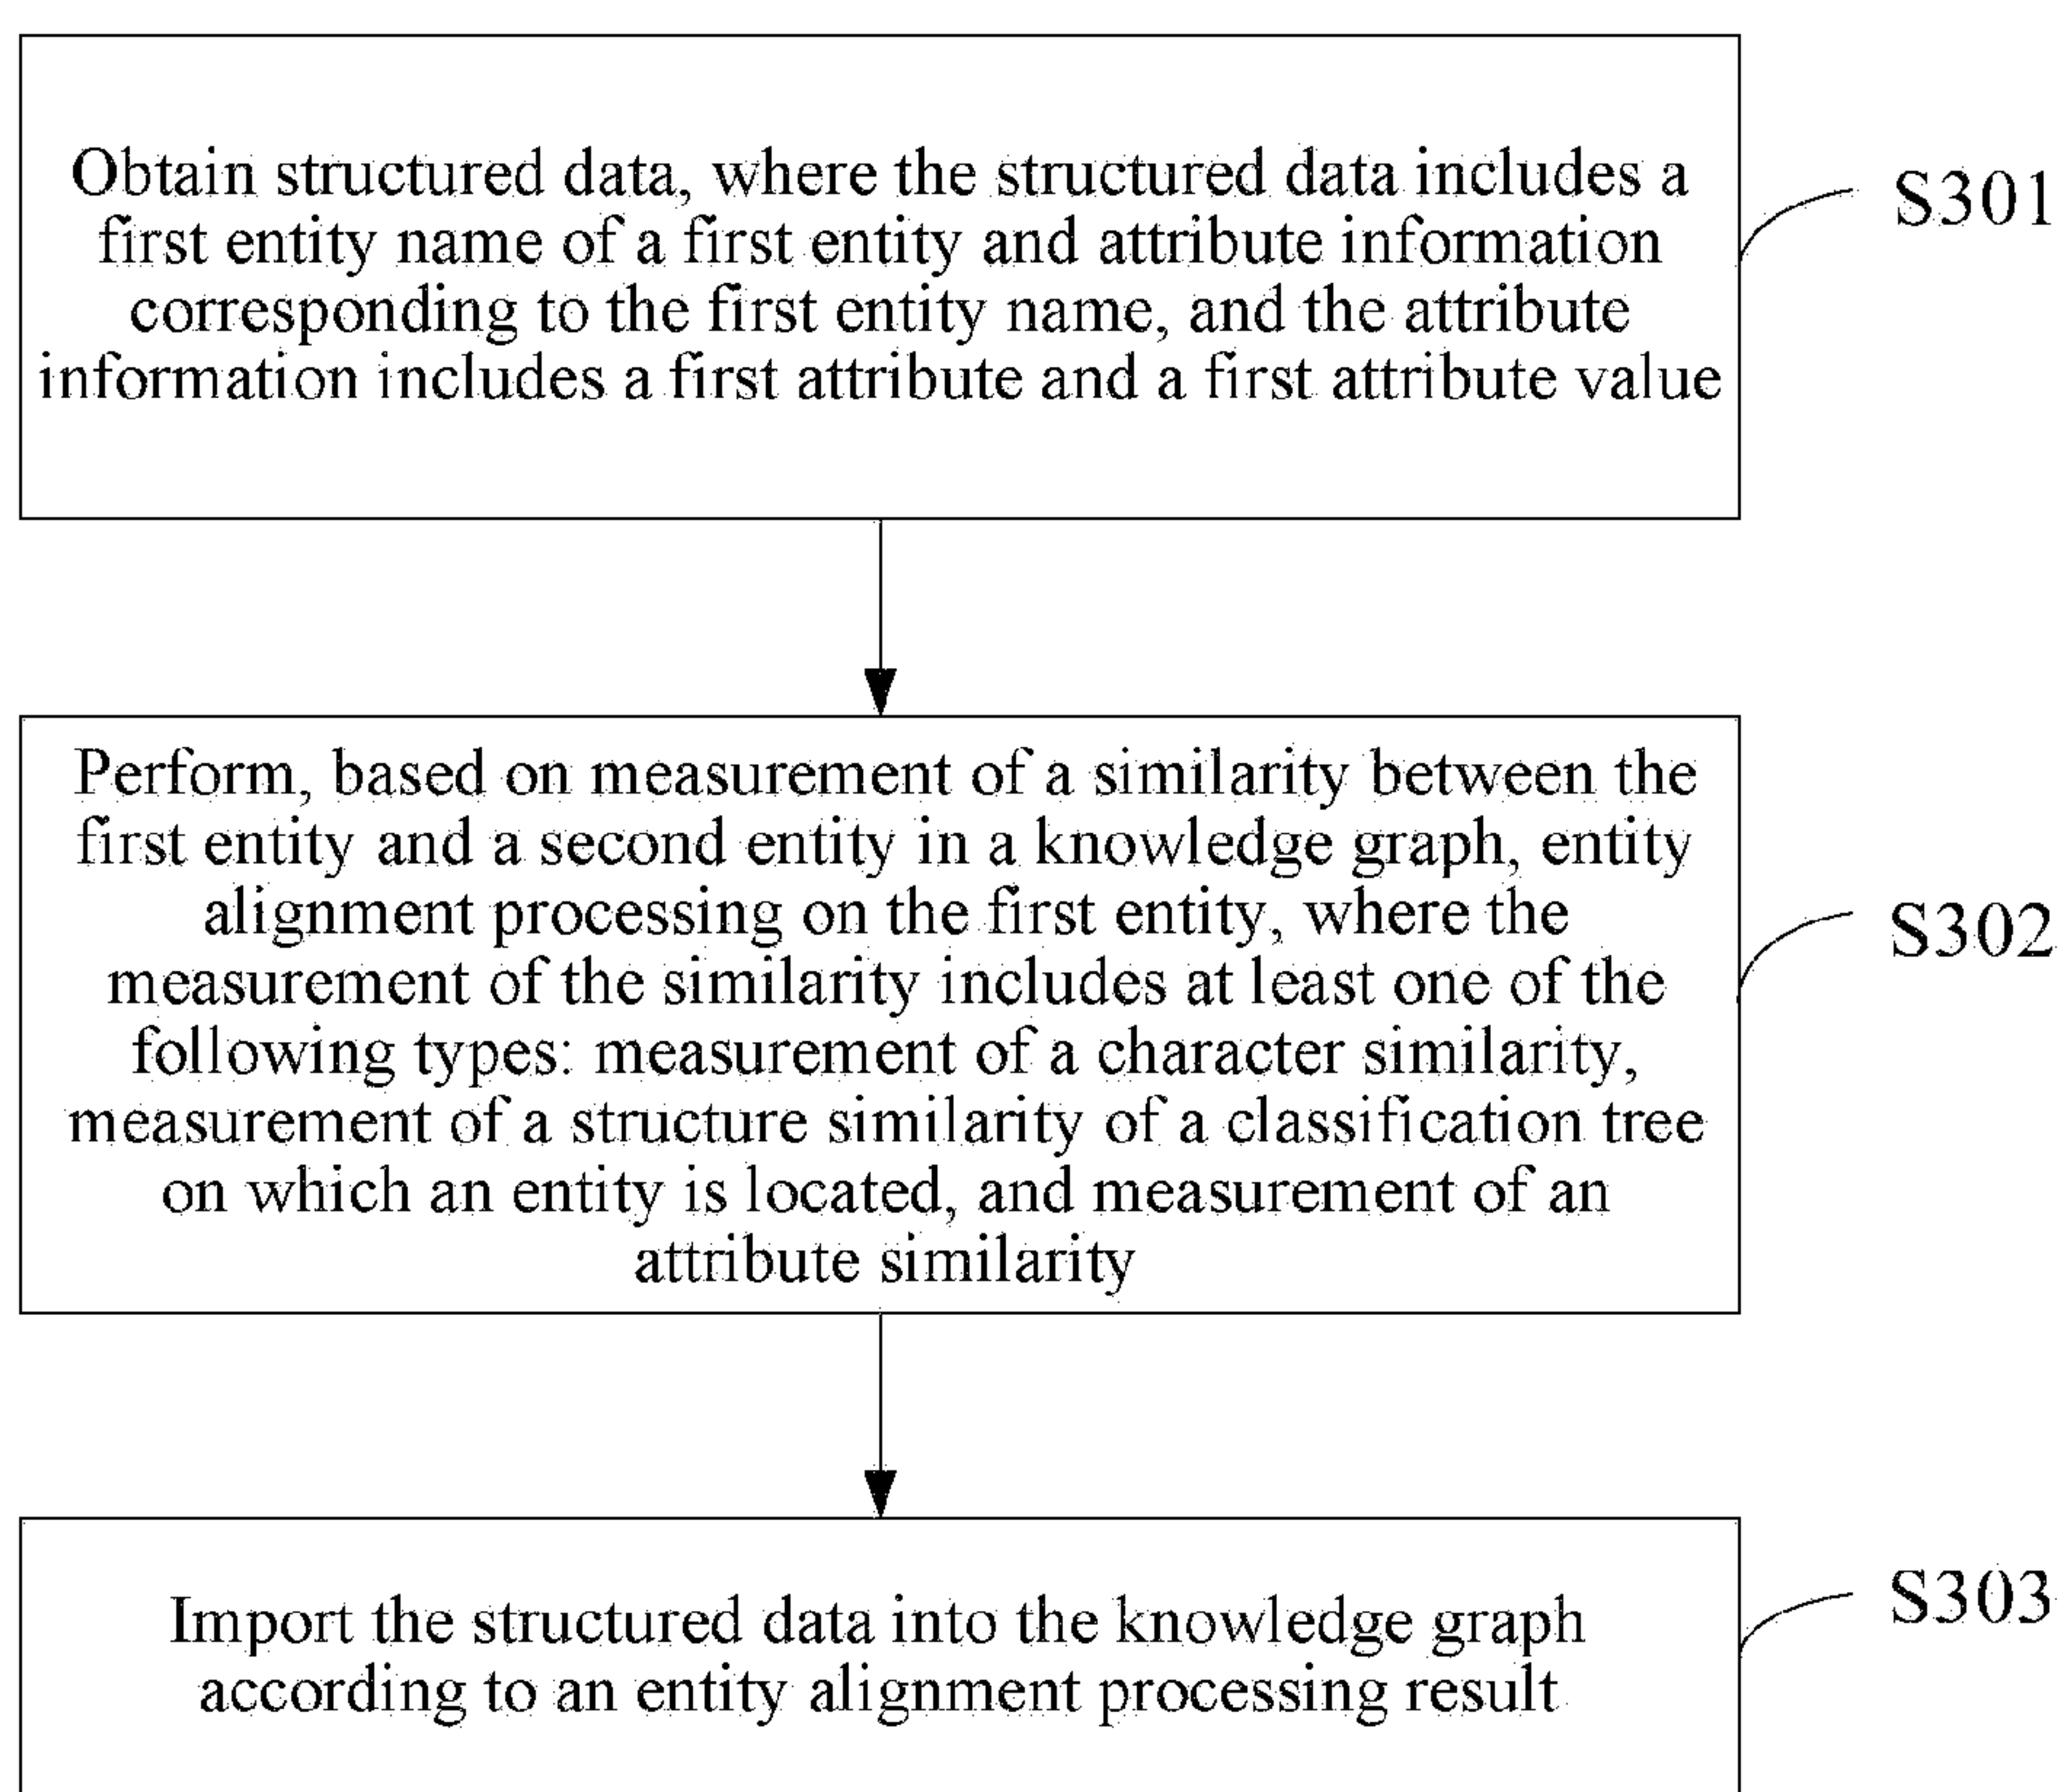 Obtain structured data, where the structured data includes a
first entity name of a first entity and attribute information
corresponding to the first entity name, and the attribute
information includes a first attribute and a first attribute value
S301
Perform, based on measurement of a similarity between the
first entity and a second entity in a knowledge graph, entity
alignment processing on the first entity, where the
measurement of the similarity includes at least one of the
following types: measurement of a character similarity,
measurement of a structure similarity of a classification tree
on which an entity is located, and measurement of an
attribute similarity
S302
Import the structured data into the knowledge graph
according to an entity alignment processing result
S303